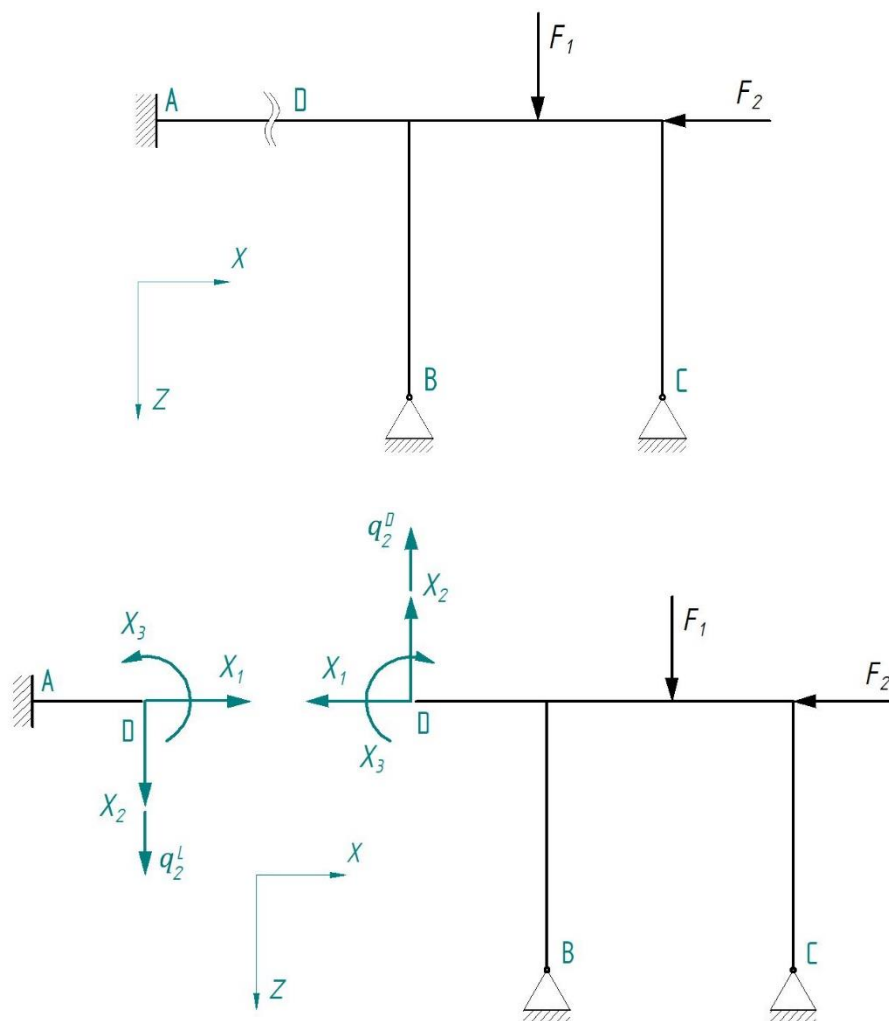 F₁
A D F₂
X
B C
Z
q₂ᴰ
X₂
X₃ F₁
A X₁ X₁ F₂
D D
X₃
X₂
q₂ᴸ
X
B C
Z